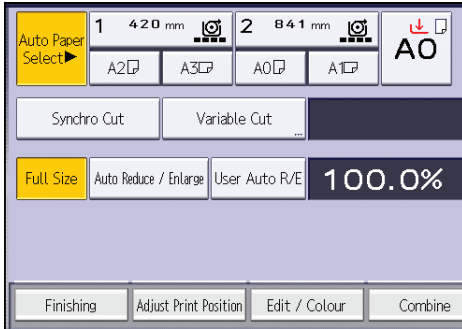 Auto Paper Select▶
1 420 mm
2 841 mm
A0
A2 A3 A0 A1
Synchro Cut
Variable Cut ...
Full Size
Auto Reduce / Enlarge
User Auto R/E
100.0%
Finishing
Adjust Print Position
Edit / Colour
Combine